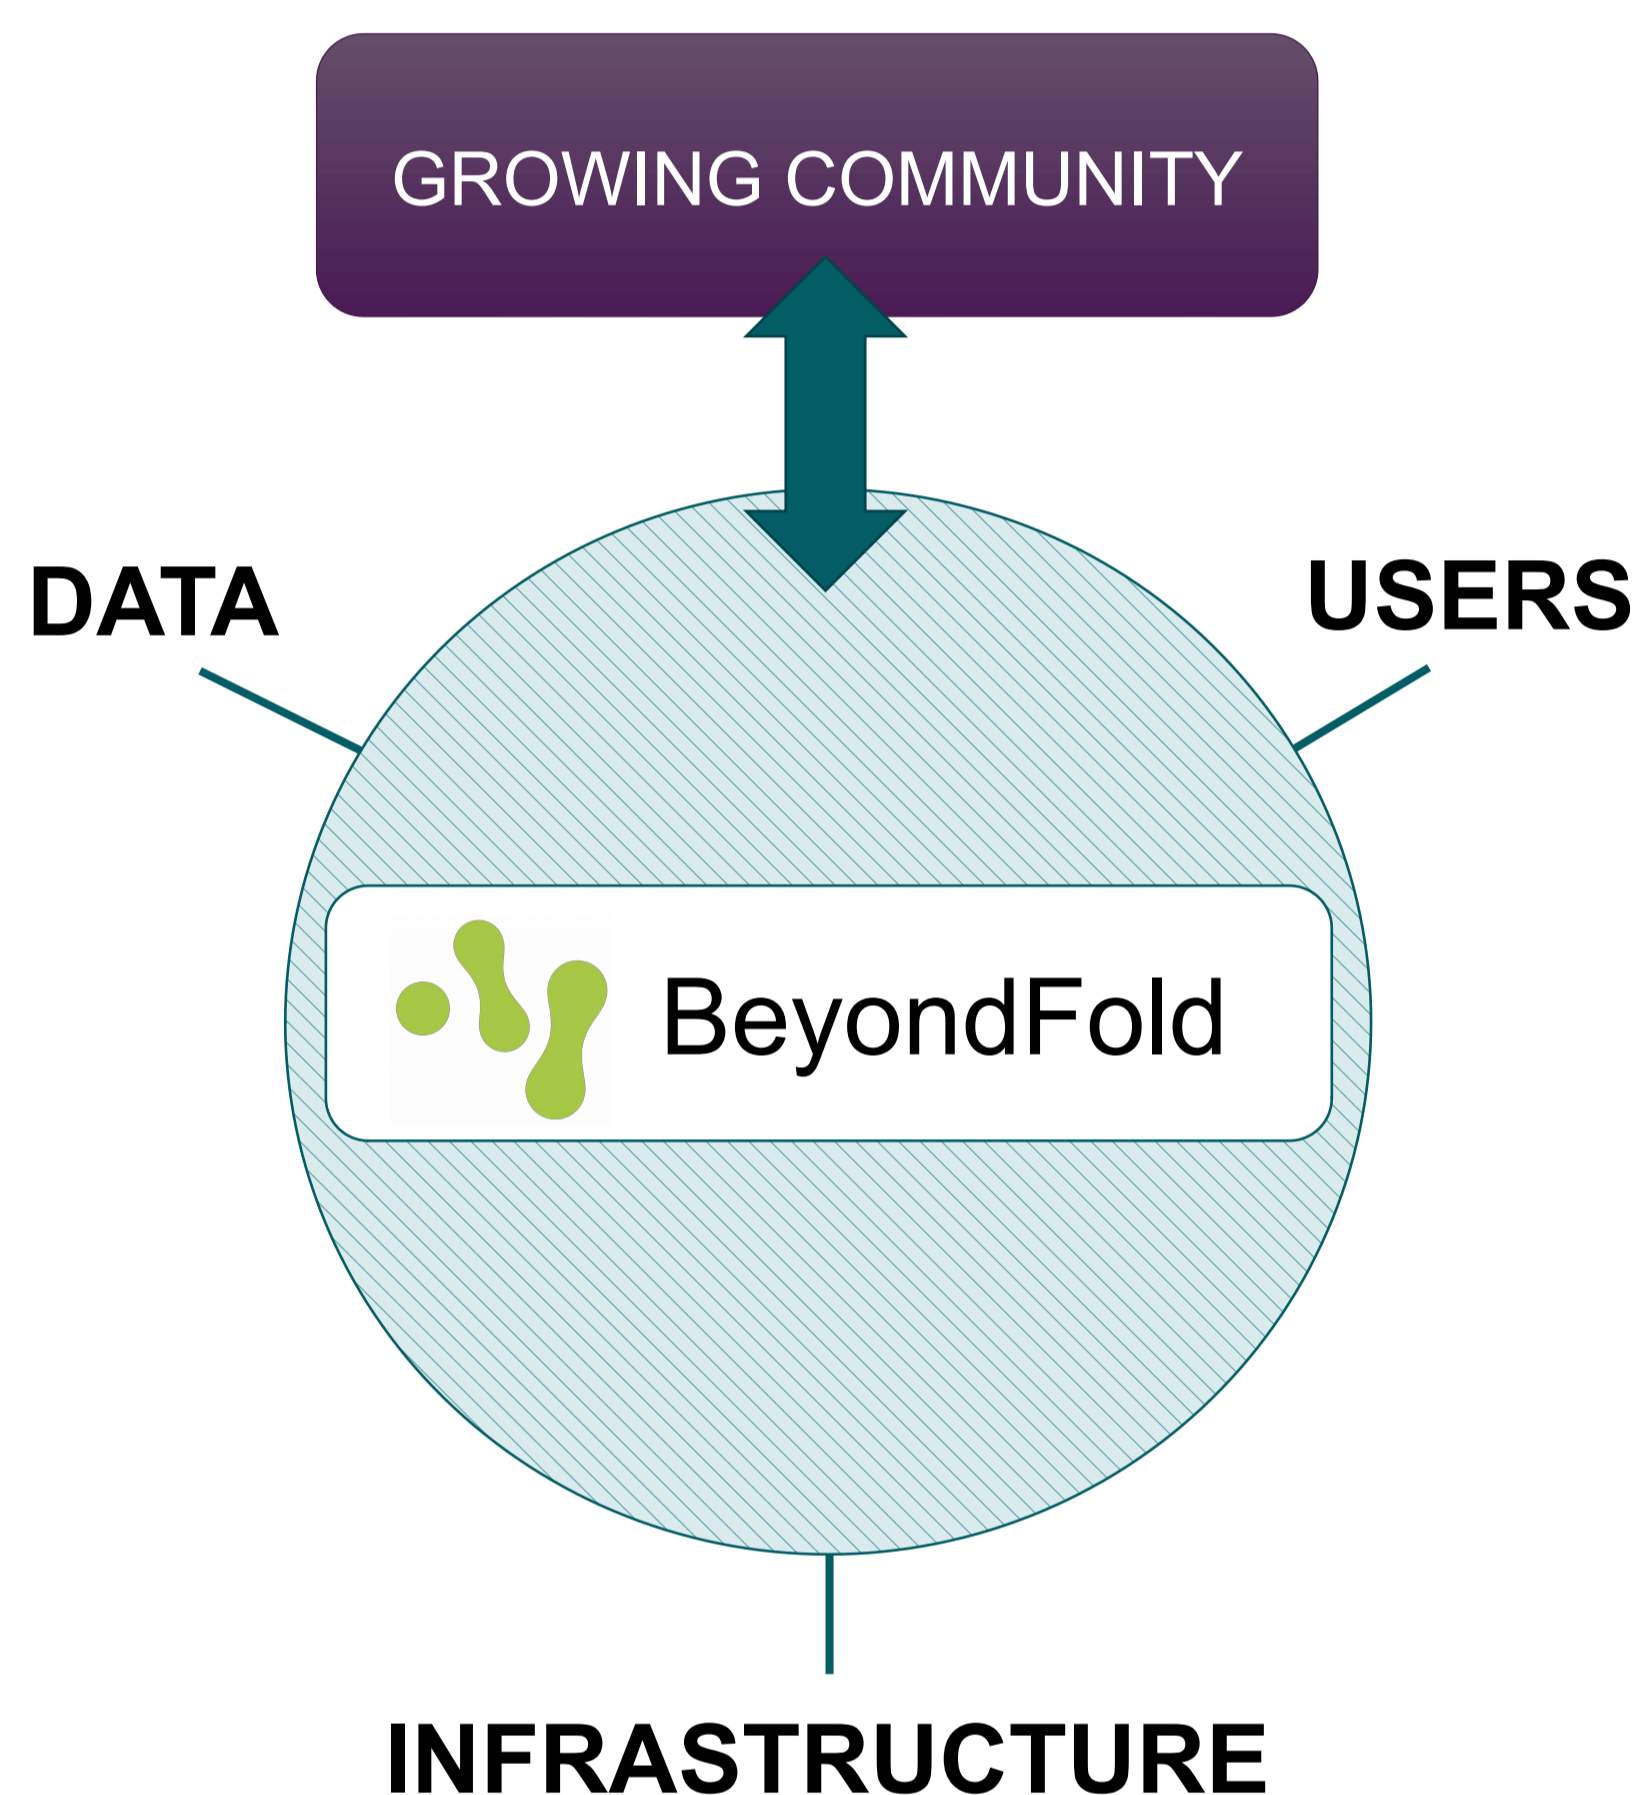 GROWING COMMUNITY
DATA
USERS
BeyondFold
INFRASTRUCTURE